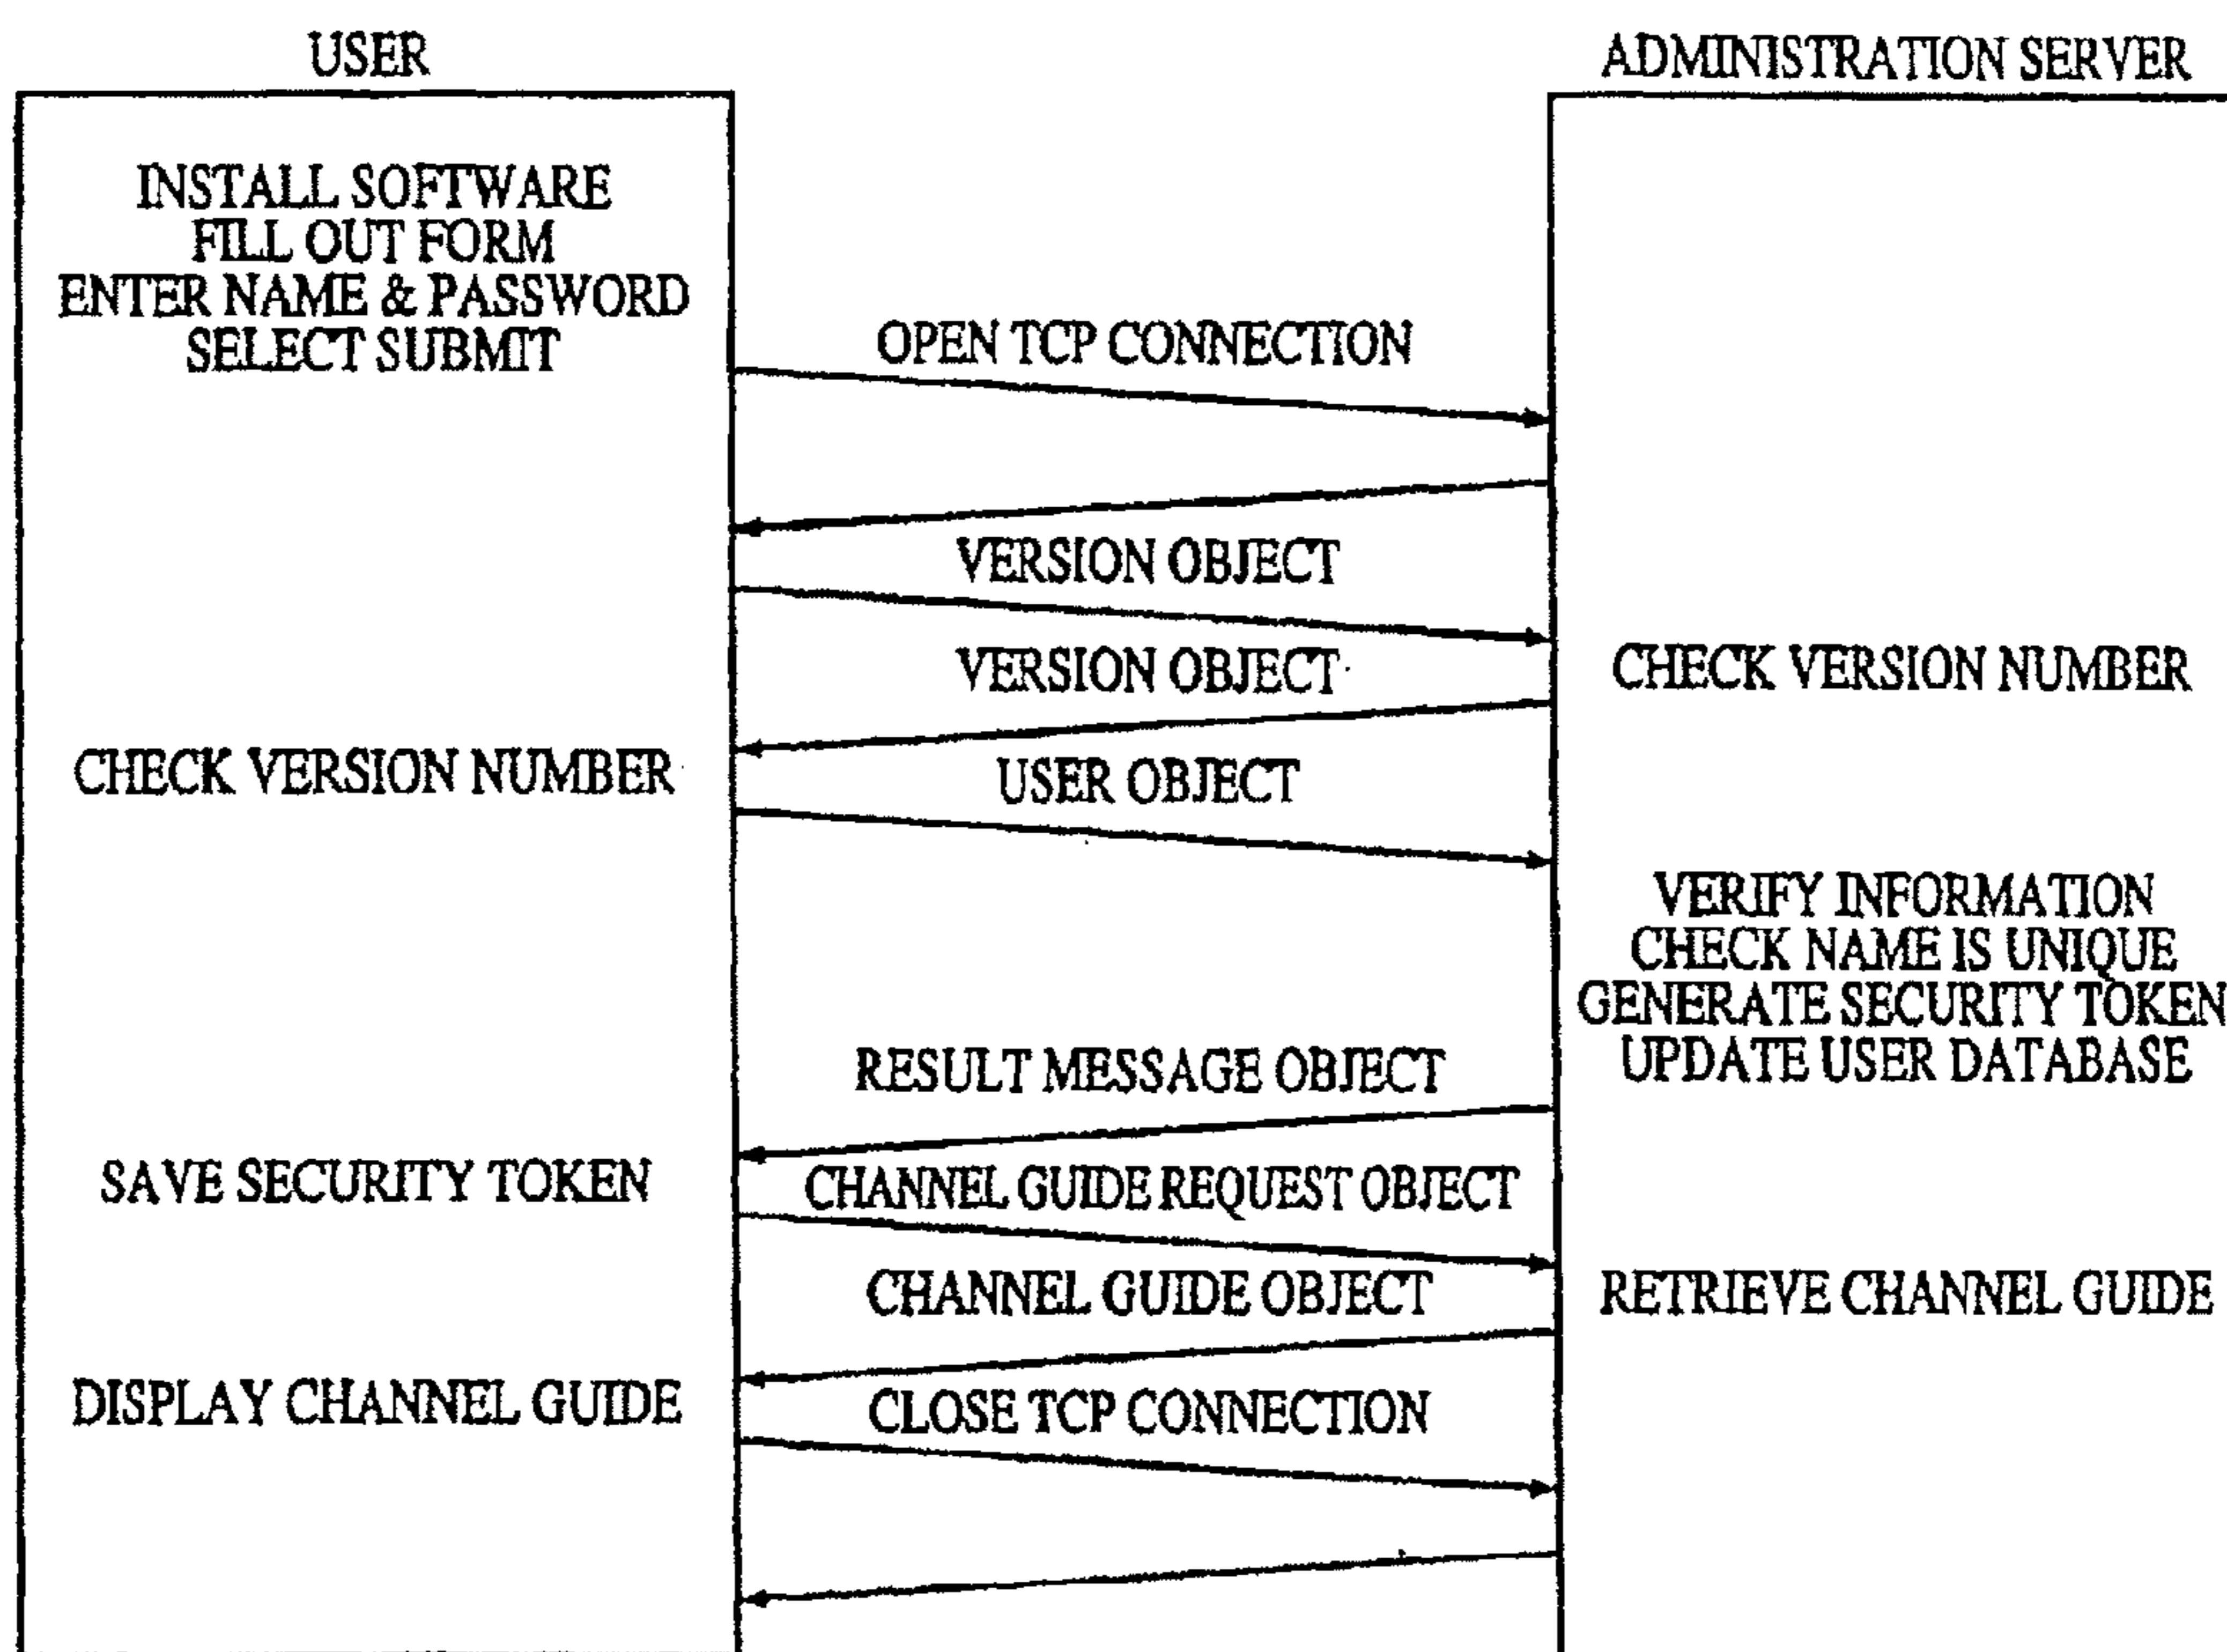 USER
ADMINISTRATION SERVER
INSTALL SOFTWARE
FILL OUT FORM
ENTER NAME & PASSWORD
SELECT SUBMIT
OPEN TCP CONNECTION
VERSION OBJECT
VERSION OBJECT
CHECK VERSION NUMBER
CHECK VERSION NUMBER
USER OBJECT
VERIFY INFORMATION
CHECK NAME IS UNIQUE
GENERATE SECURITY TOKEN
UPDATE USER DATABASE
RESULT MESSAGE OBJECT
SAVE SECURITY TOKEN
CHANNEL GUIDE REQUEST OBJECT
CHANNEL GUIDE OBJECT
RETRIEVE CHANNEL GUIDE
DISPLAY CHANNEL GUIDE
CLOSE TCP CONNECTION